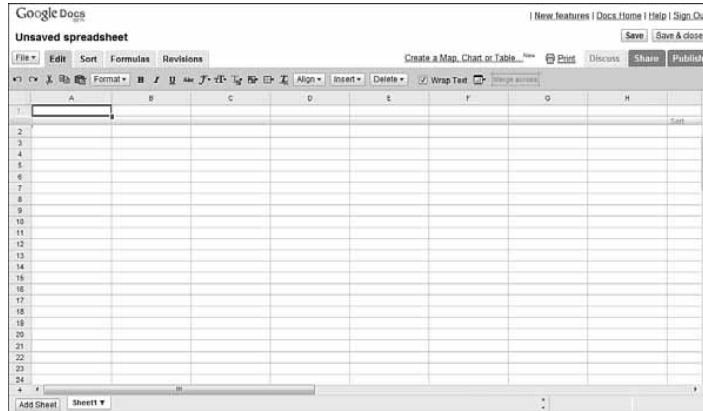 Google Docs
BETA
New features | Docs Home | Help | Sign Ou
Unsaved spreadsheet
Save Save & close
File Edit Sort Formulas Revisions
Create a Map, Chart or Table... New Print Discuss Share Publish
Format B I U Abc Align Insert Delete Wrap Text Merge across
A B C D E F G H
1
Sort
2
3
4
5
6
7
8
9
10
11
12
13
14
15
16
17
18
19
20
21
22
23
24
Add Sheet Sheet1